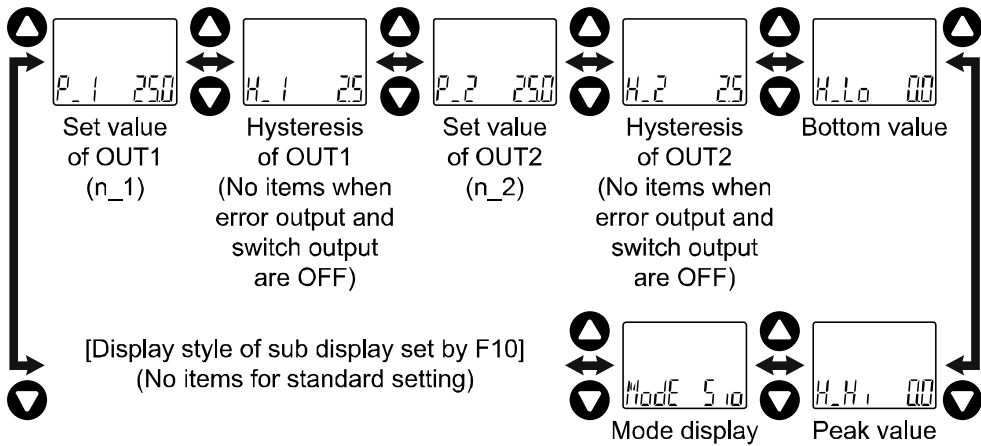 P_1 25.0
H_1 2.5
P_2 25.0
H_2 2.5
H_Lo 0.0
Set value
of OUT1
(n_1)
Hysteresis
of OUT1
(No items when
error output and
switch output
are OFF)
Set value
of OUT2
(n_2)
Hysteresis
of OUT2
(No items when
error output and
switch output
are OFF)
Bottom value
[Display style of sub display set by F10]
(No items for standard setting)
ModE Sio
Mode display
H_Hi 0.0
Peak value